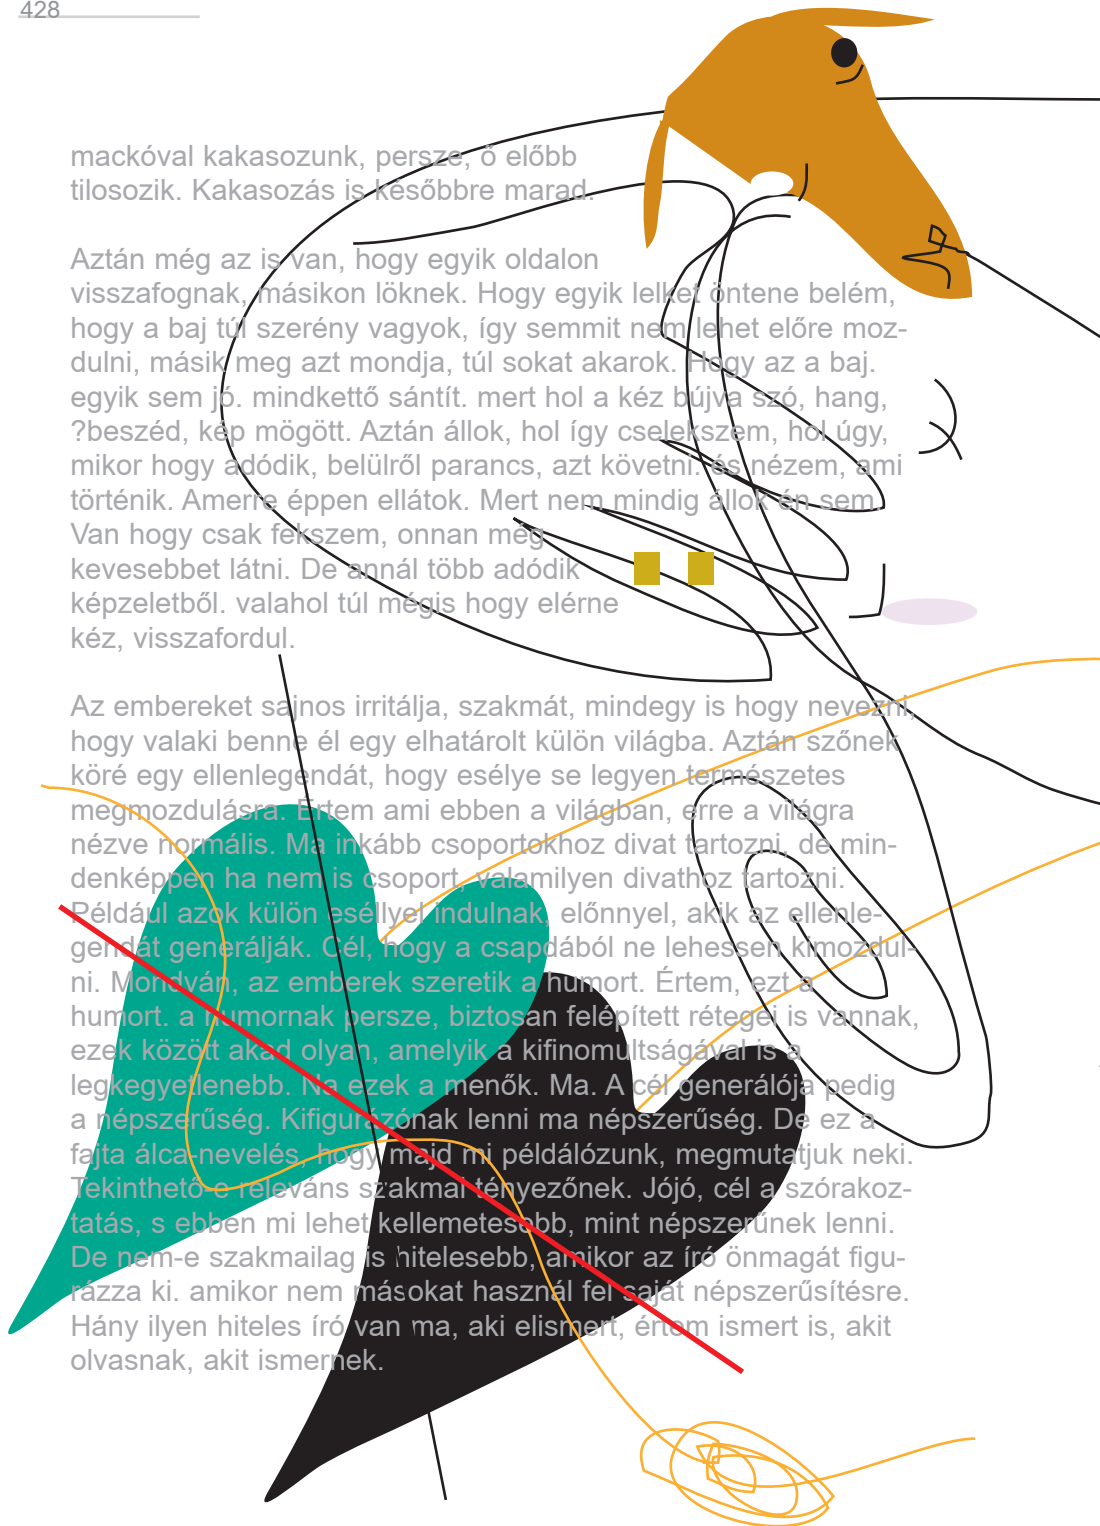 428
mackóval kakasozunk, persze, ő előbb
tilosozik. Kakasozás is későbbre marad.
Aztán még az is van, hogy egyik oldalon
visszafognak, másikon löknek. Hogy egyik lelket öntene belém,
hogy a baj túl szerény vagyok, így semmit nem lehet előre moz-
dulni, másik meg azt mondja, túl sokat akarok. Hogy az a baj.
egyik sem jó. mindkettő sántít. mert hol a kéz bújva szó, hang,
?beszéd, kép mögött. Aztán állok, hol így cselekszem, hol úgy,
mikor hogy adódik, belülről parancs, azt követni. és nézem, ami
történik. Amerre éppen ellátok. Mert nem mindig állok én sem.
Van hogy csak fekszem, onnan még
kevesebbet látni. De annál több adódik
képzeletből. valahol túl mégis hogy elérne
kéz, visszafordul.
Az embereket sajnos irritálja, szakmát, mindegy is hogy nevezni,
hogy valaki benne él egy elhatárolt külön világba. Aztán szőnek
köré egy ellenlegendát, hogy esélye se legyen természetes
megmozdulásra. Értem ami ebben a világban, erre a világra
nézve normális. Ma inkább csoportokhoz divat tartozni, de min-
denképpen ha nem is csoport, valamilyen divathoz tartozni.
Például azok külön eséllyel indulnak, előnnyel, akik az ellenle-
gendát generálják. Cél, hogy a csapdából ne lehessen kimozdul-
ni. Mondván, az emberek szeretik a humort. Értem, ezt a
humort. a humornak persze, biztosan felépített rétegei is vannak,
ezek között akad olyan, amelyik a kifinomultságával is a
legkegyetlenebb. Na ezek a menők. Ma. A cél generálója pedig
a népszerűség. Kifigurázónak lenni ma népszerűség. De ez a
fajta álca-nevelés, hogy majd mi példálózunk, megmutatjuk neki.
Tekinthető-e releváns szakmai tényezőnek. Jójó, cél a szórakoz-
tatás, s ebben mi lehet kellemetesebb, mint népszerűnek lenni.
De nem-e szakmailag is hitelesebb, amikor az író önmagát figu-
rázza ki. amikor nem másokat használ fel saját népszerűsítésre.
Hány ilyen hiteles író van ma, aki elismert, értem ismert is, akit
olvasnak, akit ismernek.